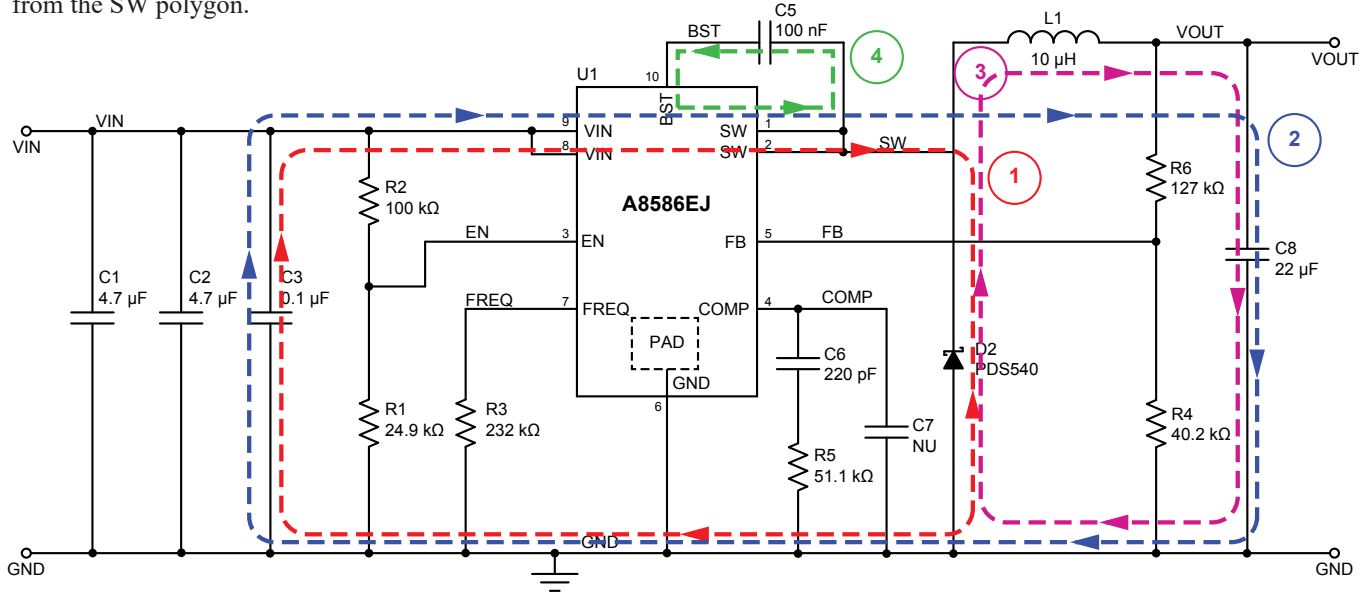 from the SW polygon.
C5
100 nF
BST
4
L1
10 µH
VOUT
VOUT
3
U1
10
BST
VIN
VIN
9
VIN
8
VIN
SW
1
SW
2
SW
2
1
R2
100 kΩ
A8586EJ
R6
127 kΩ
EN
3
EN
FB
5
FB
C1
4.7 µF
C2
4.7 µF
C3
0.1 µF
C8
22 µF
FREQ
7
FREQ
COMP
4
COMP
PAD
GND
6
C6
220 pF
D2
PDS540
R1
24.9 kΩ
R3
232 kΩ
C7
NU
R5
51.1 kΩ
R4
40.2 kΩ
GND
GND
GND